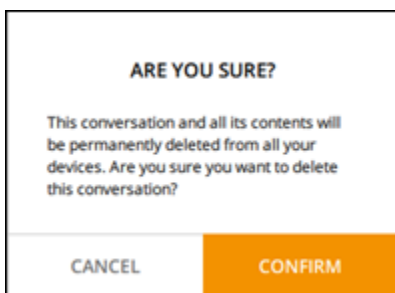 ARE YOU SURE?
This conversation and all its contents will
be permanently deleted from all your
devices. Are you sure you want to delete
this conversation?
CANCEL CONFIRM